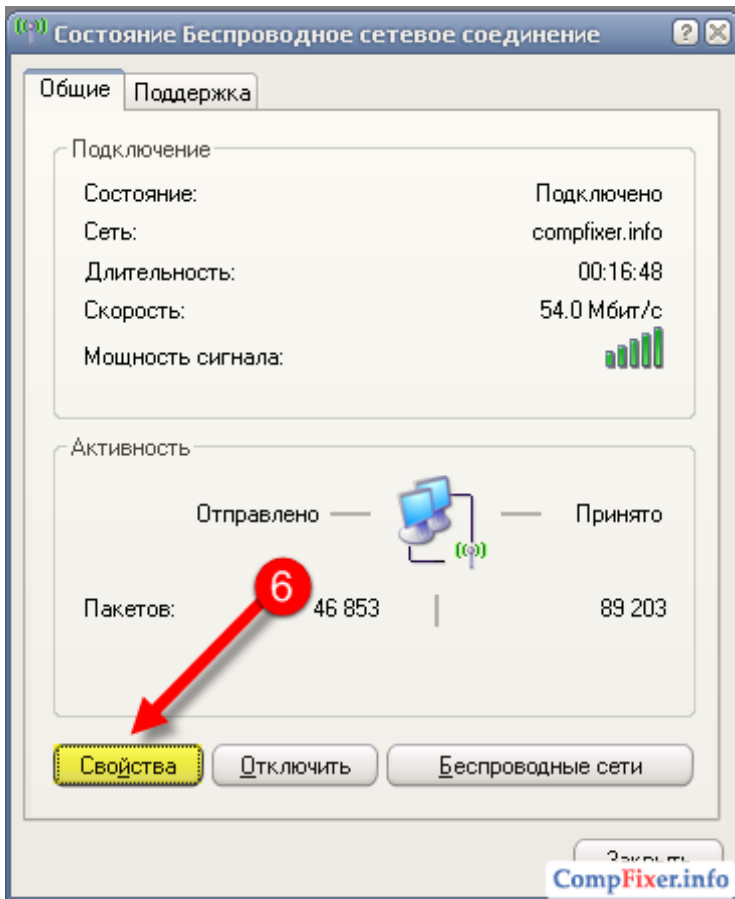 Состояние Беспроводное сетевое соединение
Общие Поддержка
Подключение
Состояние: Подключено
Сеть: compfixer.info
Длительность: 00:16:48
Скорость: 54.0 Мбит/с
Мощность сигнала:
Активность
Отправлено — — Принято
6
Пакетов: 46 853 | 89 203
Свойства Отключить Беспроводные сети
Закрыть
CompFixer.info